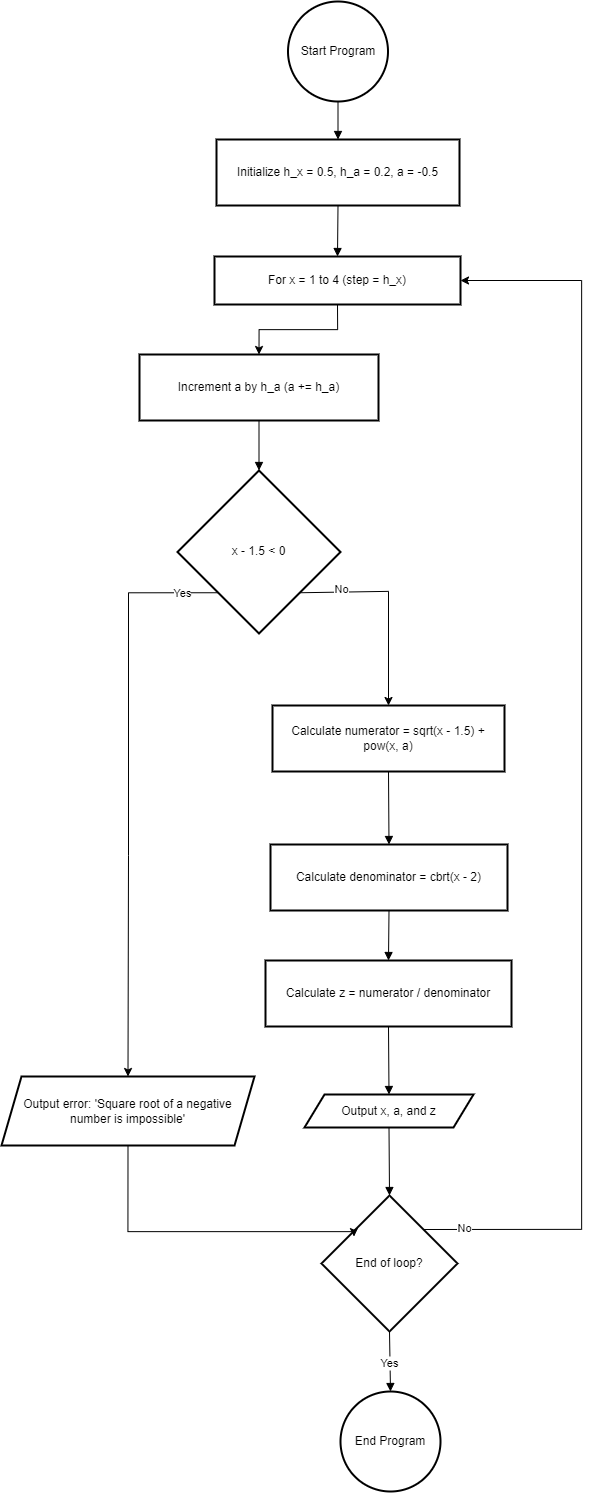 Start Program
Initialize h_x = 0.5, h_a = 0.2, a = -0.5
For x = 1 to 4 (step = h_x)
Increment a by h_a (a += h_a)
x - 1.5 < 0
Yes
No
Calculate numerator = sqrt(x - 1.5) +
pow(x, a)
Calculate denominator = cbrt(x - 2)
Calculate z = numerator / denominator
Output error: 'Square root of a negative
number is impossible'
Output x, a, and z
No
End of loop?
Yes
End Program